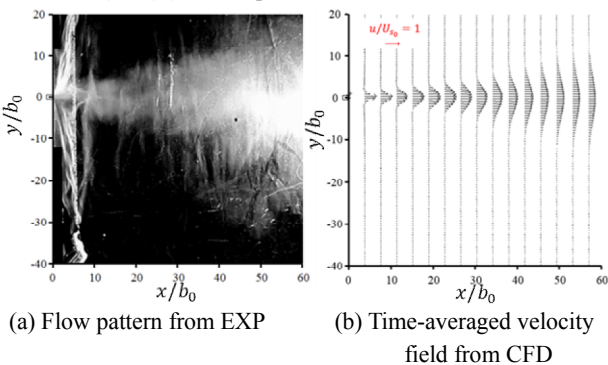 20
10
0
-10
-20
-30
-40
y/b₀
0 10 20 30 40 50 60
x/b₀
(a) Flow pattern from EXP
u/Uₛ₀ = 1
20
10
0
-10
-20
-30
-40
y/b₀
0 10 20 30 40 50 60
x/b₀
(b) Time-averaged velocity
field from CFD